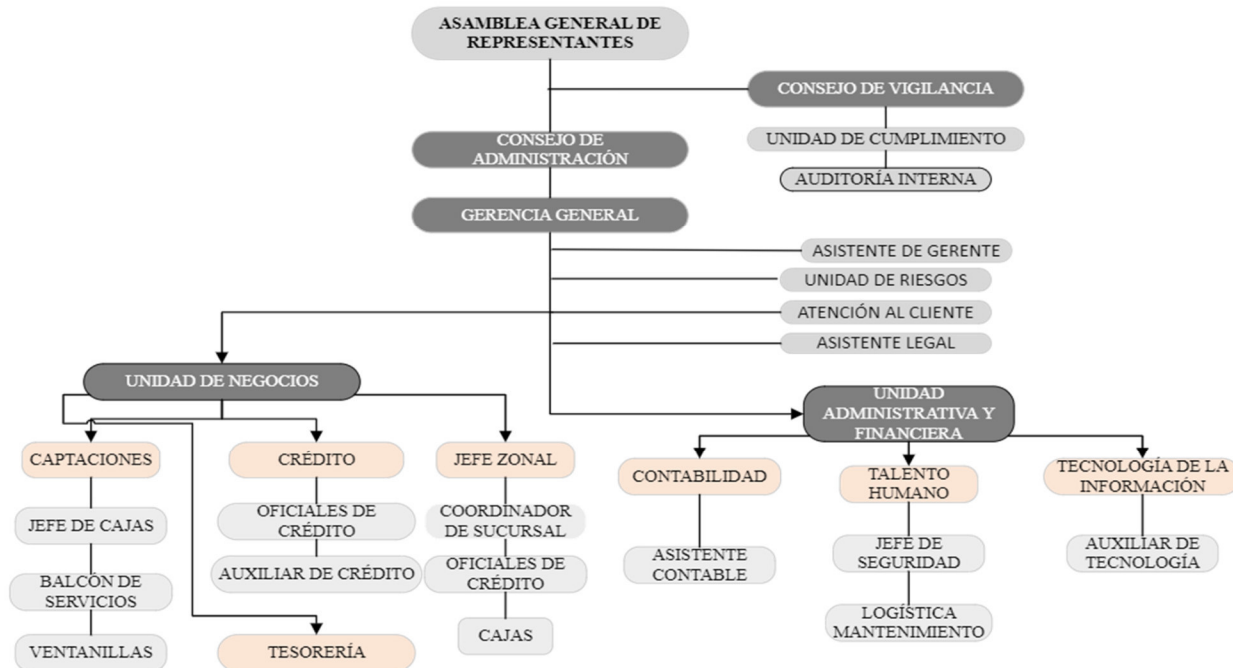 ASAMBLEA GENERAL DE
REPRESENTANTES
CONSEJO DE VIGILANCIA
UNIDAD DE CUMPLIMIENTO
AUDITORÍA INTERNA
CONSEJO DE
ADMINISTRACIÓN
GERENCIA GENERAL
ASISTENTE DE GERENTE
UNIDAD DE RIESGOS
ATENCIÓN AL CLIENTE
ASISTENTE LEGAL
UNIDAD DE NEGOCIOS
CAPTACIONES
JEFE DE CAJAS
BALCÓN DE
SERVICIOS
VENTANILLAS
CRÉDITO
OFICIALES DE
CRÉDITO
AUXILIAR DE CRÉDITO
TESORERÍA
JEFE ZONAL
COORDINADOR
DE SUCURSAL
OFICIALES DE
CRÉDITO
CAJAS
UNIDAD
ADMINISTRATIVA Y
FINANCIERA
CONTABILIDAD
ASISTENTE
CONTABLE
TALENTO
HUMANO
JEFE DE
SEGURIDAD
LOGÍSTICA
MANTENIMIENTO
TECNOLOGÍA DE LA
INFORMACIÓN
AUXILIAR DE
TECNOLOGÍA